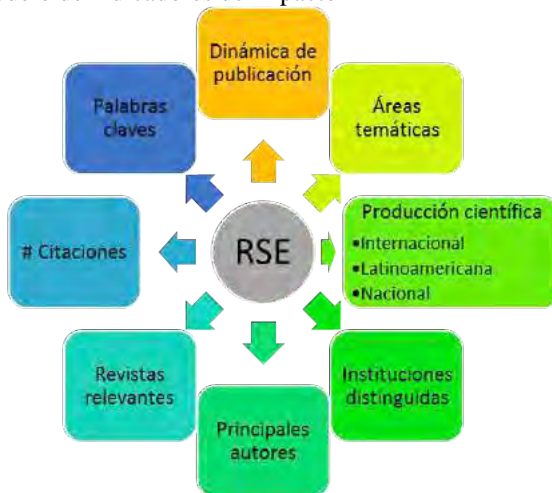 Dinámica de
publicación
Palabras
claves
Áreas
temáticas
# Citaciones
RSE
Producción científica
•Internacional
•Latinoamericana
•Nacional
Revistas
relevantes
Instituciones
distinguidas
Principales
autores